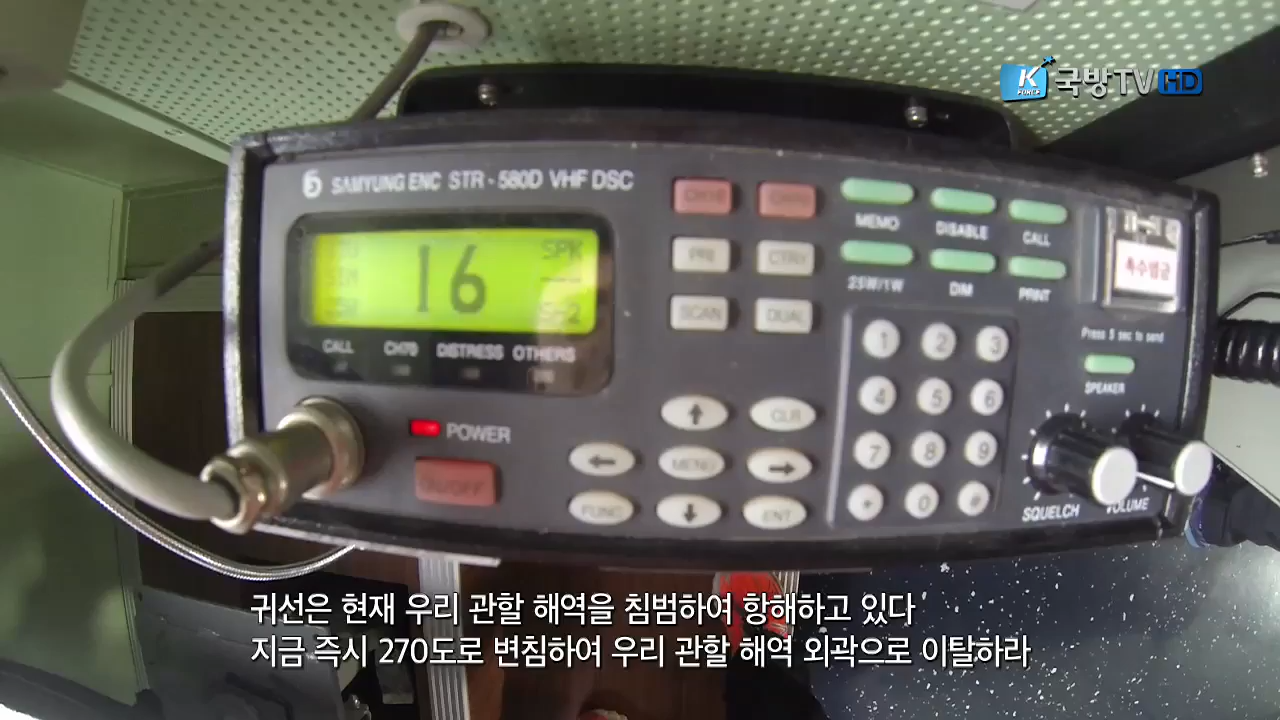 K FORCE 국방TV HD
SAMYUNG ENC STR-580D VHF DSC
16
SPK
CALL CH70 DISTRESS OTHERS
POWER
ON/OFF
PRI
SCAN DUAL
MEMO DISABLE CALL
25W/1W DIM PRINT
1 2 3
4 5 6
7 8 9
* 0 #
CLR
MENU
FUNC ENT
Press 5 sec to send
SPEAKER
SQUELCH VOLUME
귀선은 현재 우리 관할 해역을 침범하여 항해하고 있다
지금 즉시 270도로 변침하여 우리 관할 해역 외곽으로 이탈하라